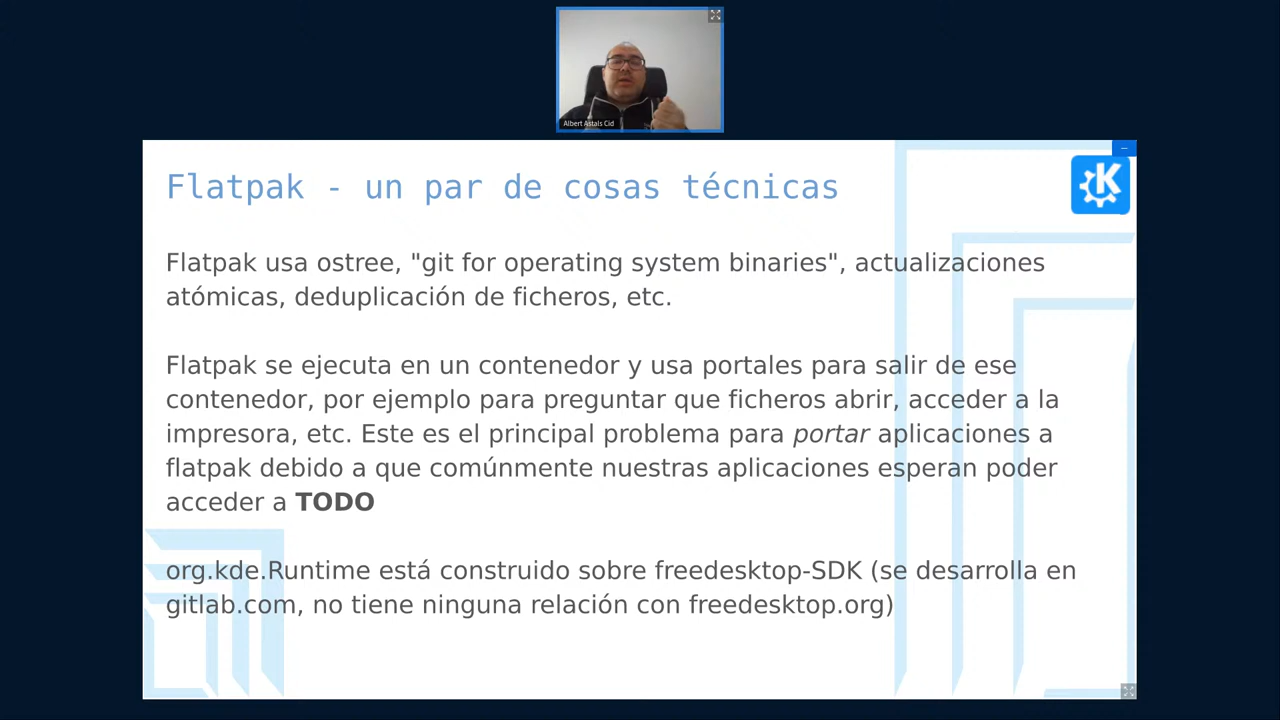 Albert Astals Cid
Flatpak - un par de cosas técnicas
Flatpak usa ostree, "git for operating system binaries", actualizaciones
atómicas, deduplicación de ficheros, etc.
Flatpak se ejecuta en un contenedor y usa portales para salir de ese
contenedor, por ejemplo para preguntar que ficheros abrir, acceder a la
impresora, etc. Este es el principal problema para portar aplicaciones a
flatpak debido a que comúnmente nuestras aplicaciones esperan poder
acceder a TODO
org.kde.Runtime está construido sobre freedesktop-SDK (se desarrolla en
gitlab.com, no tiene ninguna relación con freedesktop.org)